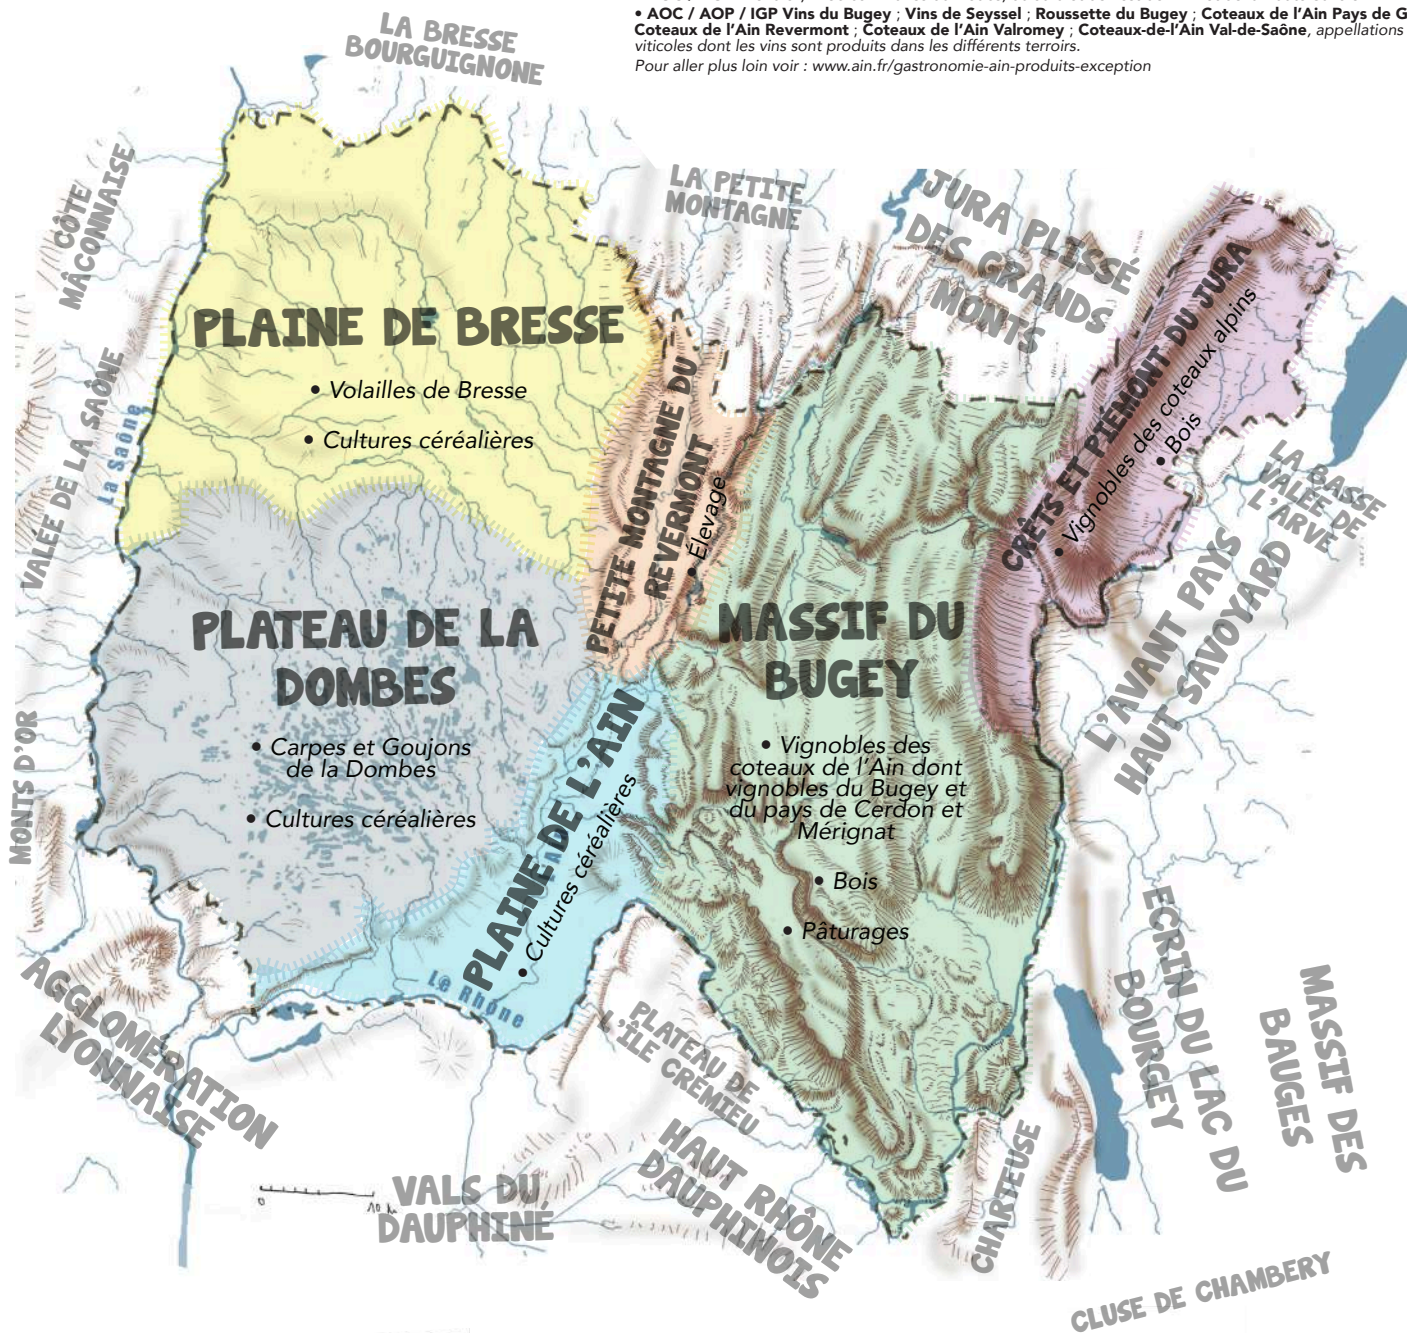 • AOC / AOP / IGP Vins du Bugey ; Vins de Seyssel ; Roussette du Bugey ; Coteaux de l'Ain Pays de G
Coteaux de l'Ain Revermont ; Coteaux de l'Ain Valromey ; Coteaux-de-l'Ain Val-de-Saône, appellations
viticoles dont les vins sont produits dans les différents terroirs.
Pour aller plus loin voir : www.ain.fr/gastronomie-ain-produits-exception
LA BRESSE
BOURGUIGNONE
CÔTE
MÂCONNAISE
LA PETITE
MONTAGNE
JURA PLISSÉ
DES GRANDS
MONTS
PLAINE DE BRESSE
• Volailles de Bresse
• Cultures céréalières
VALÉE DE LA SAÔNE
La Saône
PETITE MONTAGNE DU
REVERMONT
• Élevage
CRÊTS ET PIÉMONT DU JURA
• Vignobles des coteaux alpins
• Bois
LA BASSE
VALÉE DE
L'ARVE
L'AVANT PAYS
HAUT SAVOYARD
PLATEAU DE LA
DOMBES
• Carpes et Goujons
de la Dombes
• Cultures céréalières
MASSIF DU
BUGEY
• Vignobles des
coteaux de l'Ain dont
vignobles du Bugey et
du pays de Cerdon et
Mérignat
• Bois
• Pâturages
MONTS D'OR
PLAINE DE L'AIN
• Cultures céréalières
Le Rhône
AGGLOMÉRATION
LYONNAISE
PLATEAU DE
L'ÎLE CRÉMIEU
ECRIN DU LAC DU
BOURGEY
MASSIF DES
BAUGES
0 10 k
VALS DU
DAUPHINÉ
HAUT RHÔNE
DAUPHINOIS
CHARTEUSE
CLUSE DE CHAMBERY